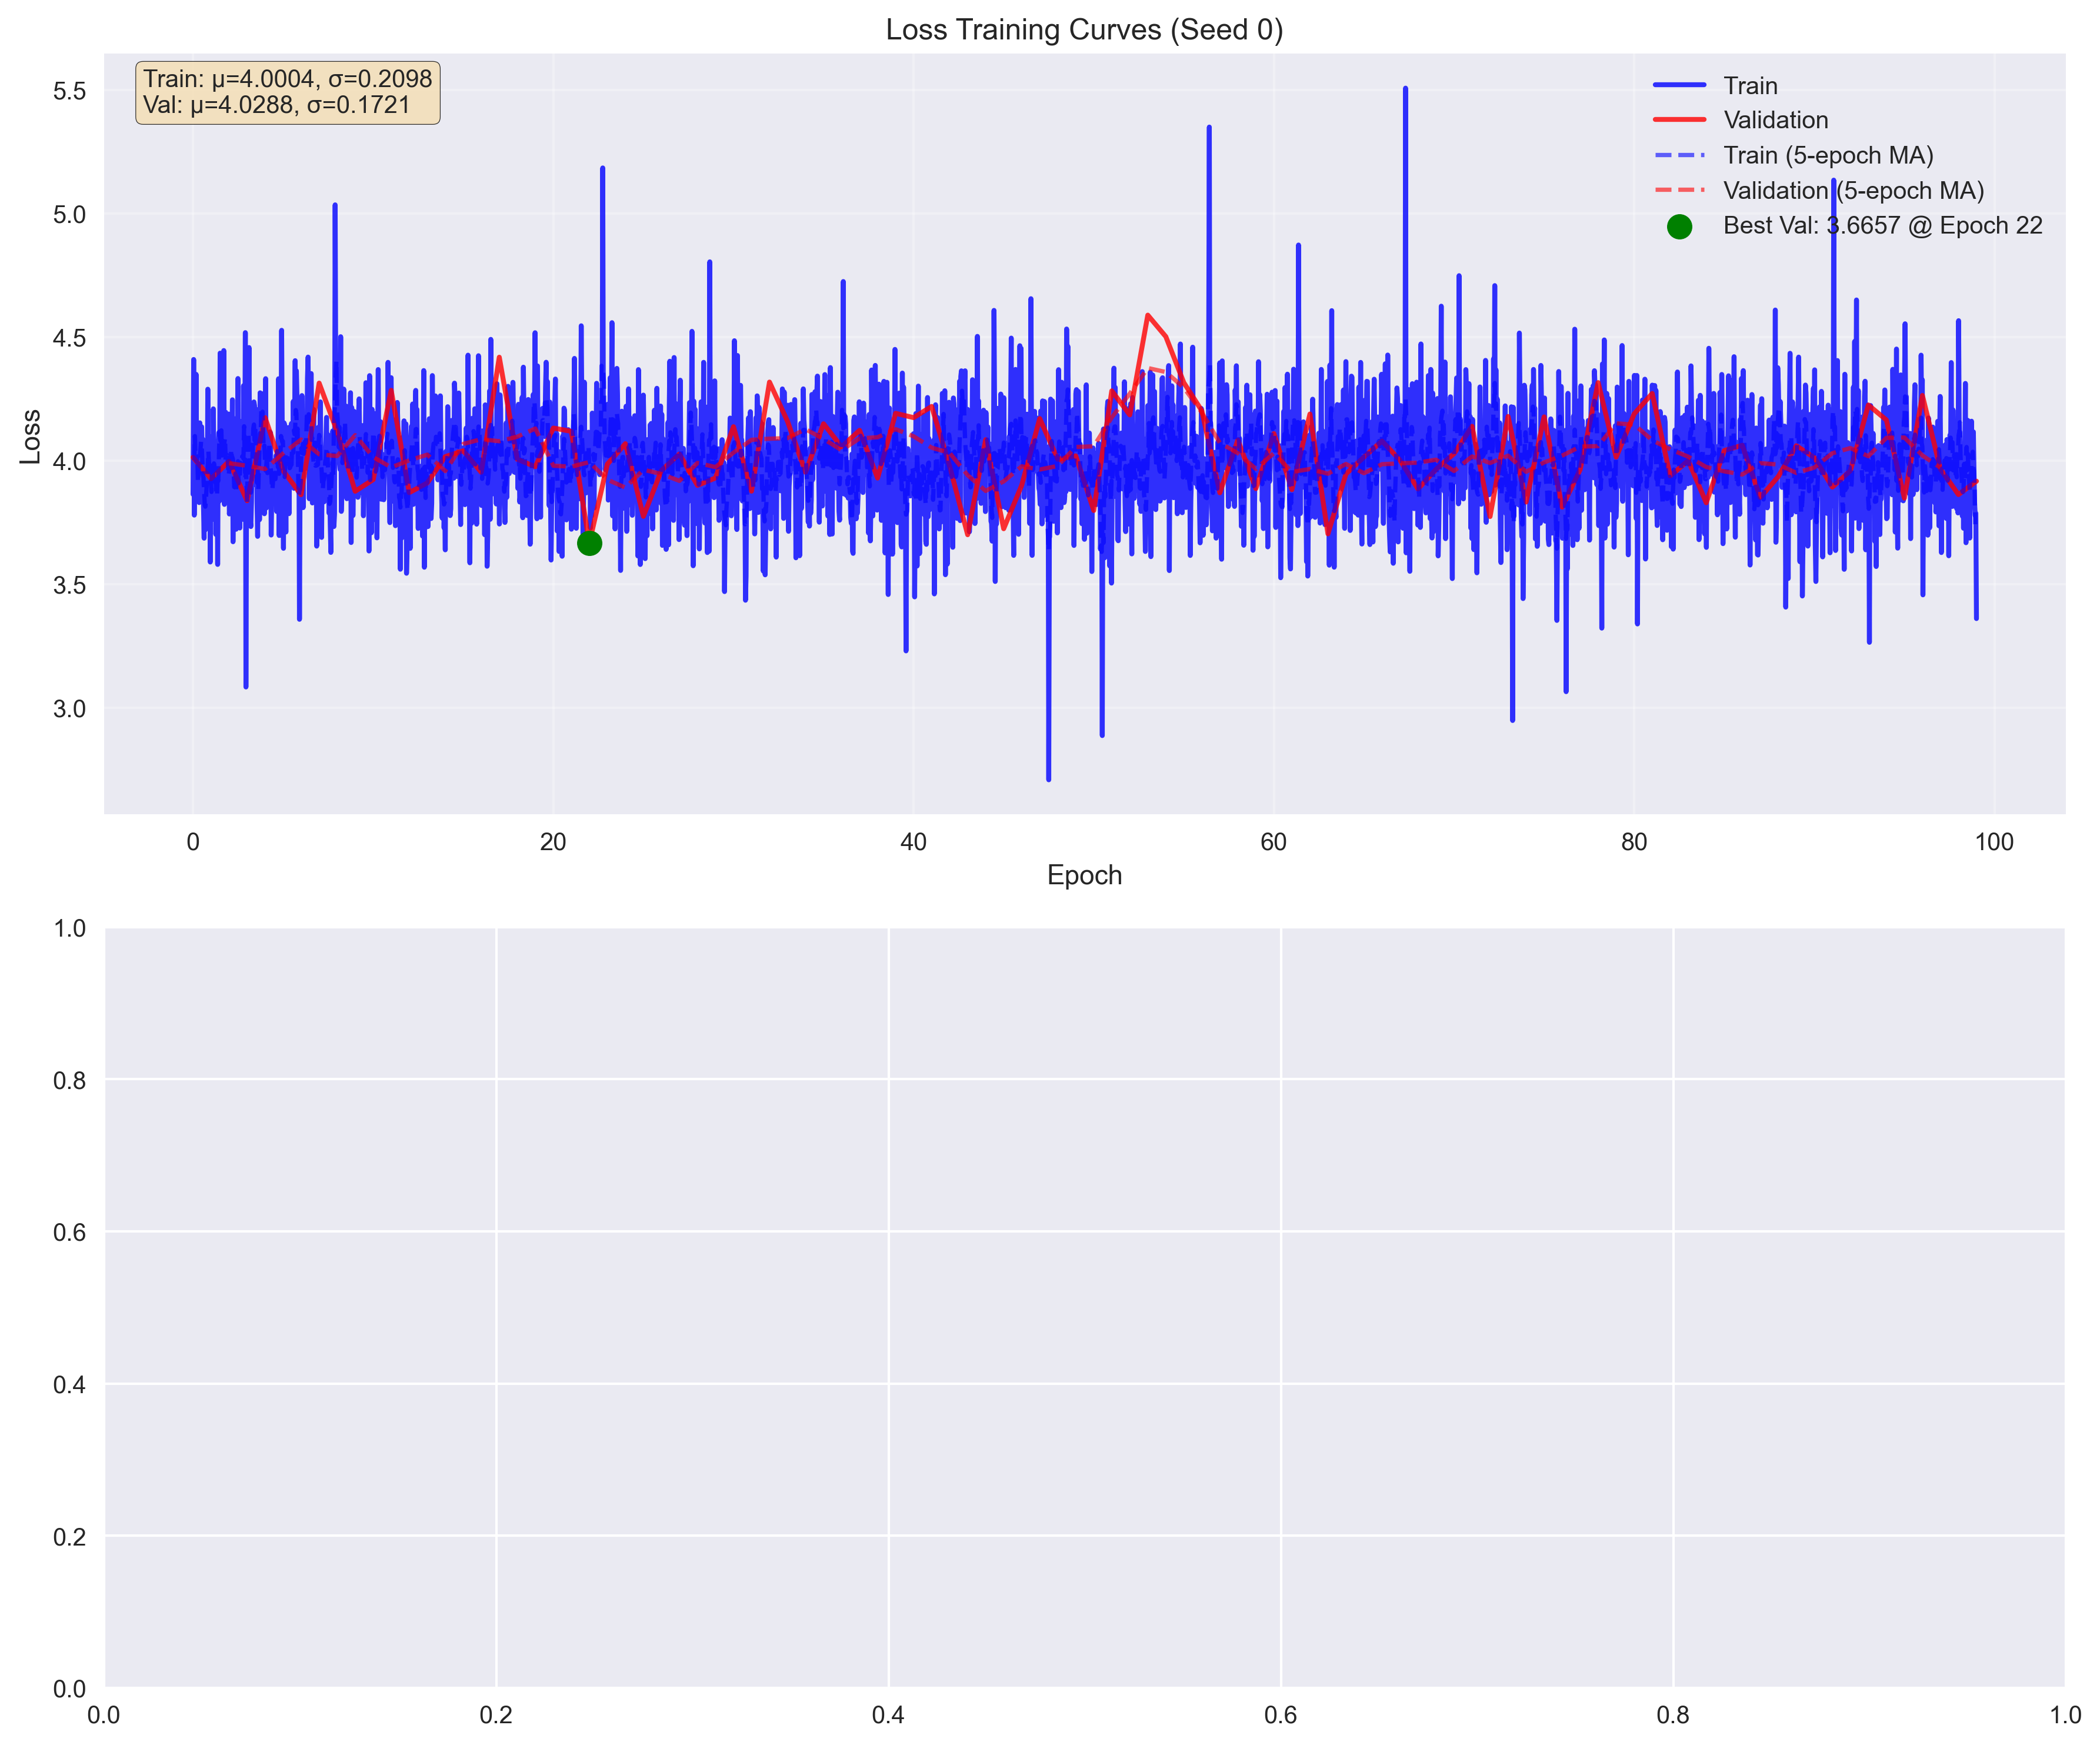 Loss Training Curves (Seed 0)
Train: μ=4.0004, σ=0.2098
Val: μ=4.0288, σ=0.1721
Train
Validation
Train (5-epoch MA)
Validation (5-epoch MA)
Best Val: 3.6657 @ Epoch 22
Loss
5.5
5.0
4.5
4.0
3.5
3.0
0 20 40 60 80 100
Epoch
1.0
0.8
0.6
0.4
0.2
0.0
0.0 0.2 0.4 0.6 0.8 1.0